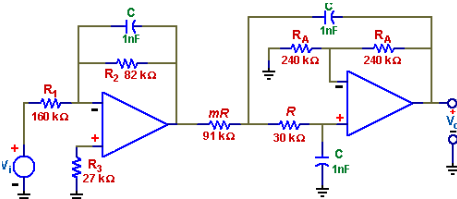 C
1nF
R2 82 kΩ
R1
160 kΩ
-
+
R3
27 kΩ
+
Vi
-
mR
91 kΩ
C
1nF
RA
240 kΩ
RA
240 kΩ
R
30 kΩ
-
+
C
1nF
+
Vo
-